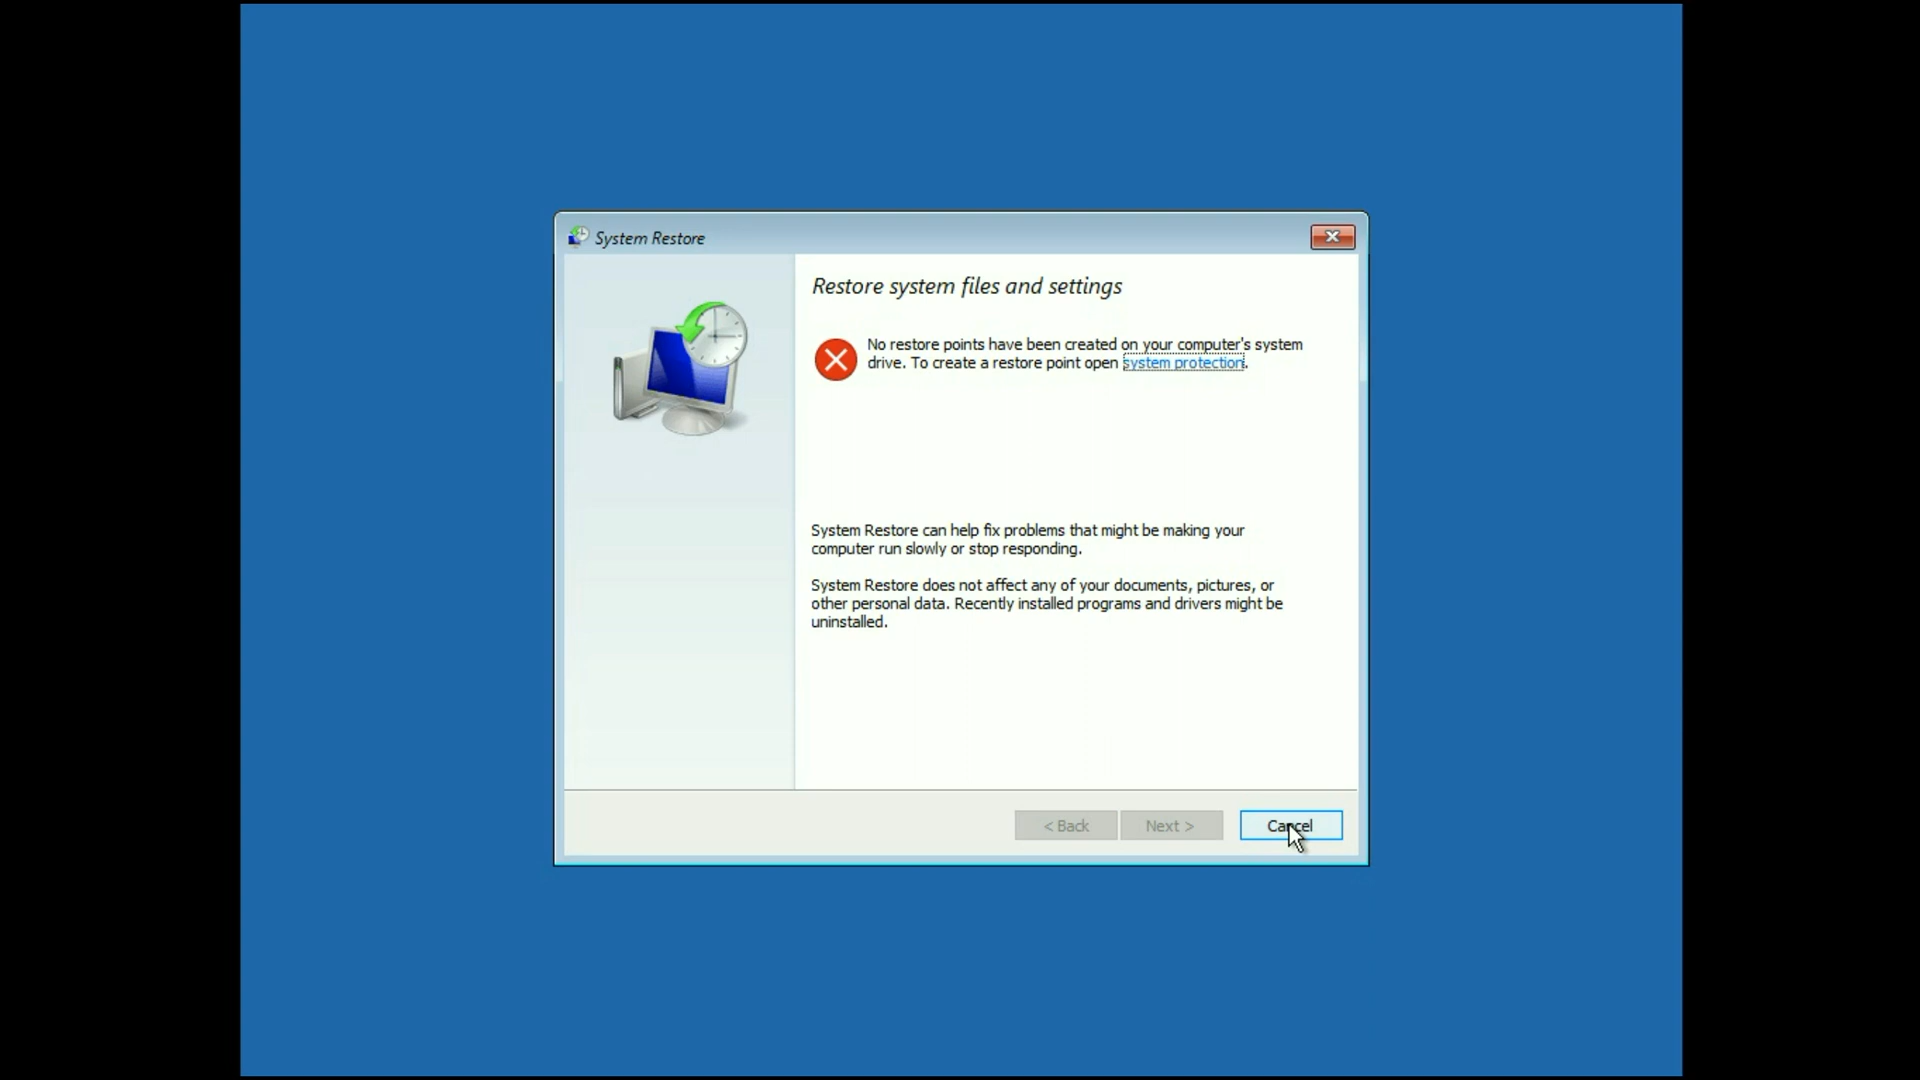 System Restore
Restore system files and settings
No restore points have been created on your computer's system
drive. To create a restore point open system protection.
System Restore can help fix problems that might be making your
computer run slowly or stop responding.
System Restore does not affect any of your documents, pictures, or
other personal data. Recently installed programs and drivers might be
uninstalled.
< Back
Next >
Cancel